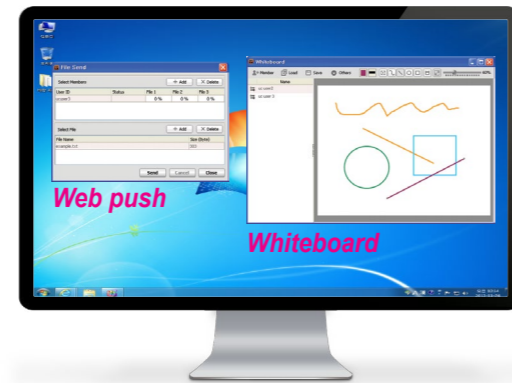 File Send
Select Members
+ Add
X Delete
User ID Status File 1 File 2 File 3
0 % 0 % 0 %
Select File
+ Add
X Delete
File Name Size (Byte)
example.txt
Send Cancel Close
Web push
Whiteboard
Member Load Save Others
Name
Whiteboard